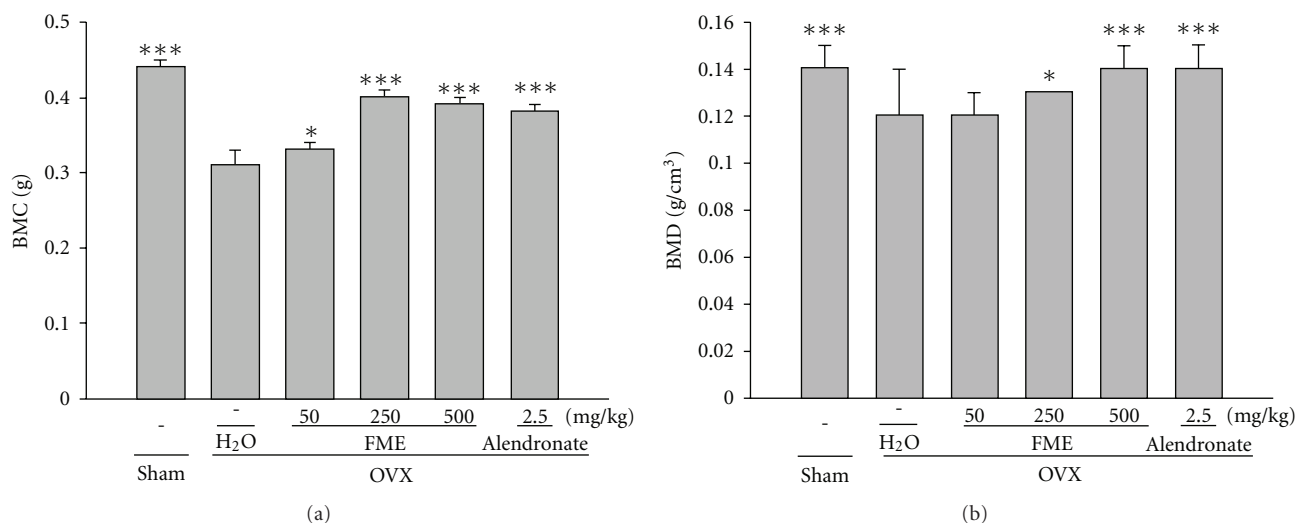 0.5
0.4
0.3
0.2
0.1
0
BMC (g)
***
*
***
***
***
- - 50 250 500 2.5 (mg/kg)
H₂O FME Alendronate
Sham OVX
(a)
0.16
0.14
0.12
0.1
0.08
0.06
0.04
0.02
0
BMD (g/cm³)
***
*
***
***
- - 50 250 500 2.5 (mg/kg)
H₂O FME Alendronate
Sham OVX
(b)